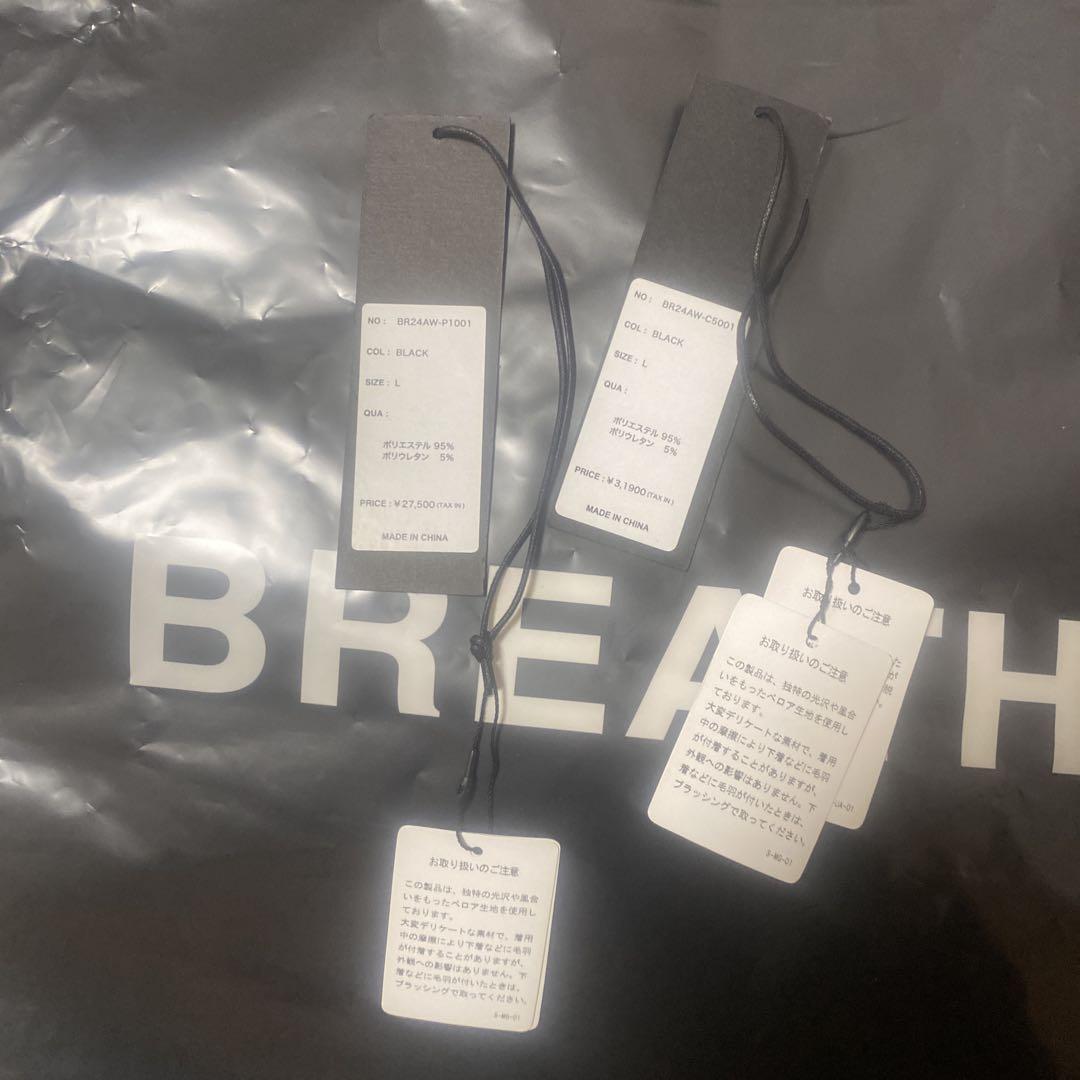 NO : BR24AW-P1001
COL : BLACK
SIZE : L
QUA :
ポリエステル 95%
ポリウレタン 5%
PRICE : ¥27,500 (TAX IN)
MADE IN CHINA
NO : BR24AW-C5001
COL : BLACK
SIZE : L
QUA :
ポリエステル 95%
ポリウレタン 5%
PRICE : ¥3,1900 (TAX IN)
MADE IN CHINA
BREATH
お取り扱いのご注意
お取り扱いのご注意
この製品は、独特の光沢や風合
いをもったベロア生地を使用し
ております。
大変デリケートな素材で、着用
中の摩擦により下着などに毛羽
が付着することがありますが、
外観への影響はありません。下
着などに毛羽が付いたときは、
ブラッシングで取ってください。
S-MG-01
お取り扱いのご注意
この製品は、独特の光沢や風合
いをもったベロア生地を使用し
ております。
大変デリケートな素材で、着用
中の摩擦により下着などに毛羽
が付着することがありますが、
外観への影響はありません。下
着などに毛羽が付いたときは、
ブラッシングで取ってください。
S-MG-01